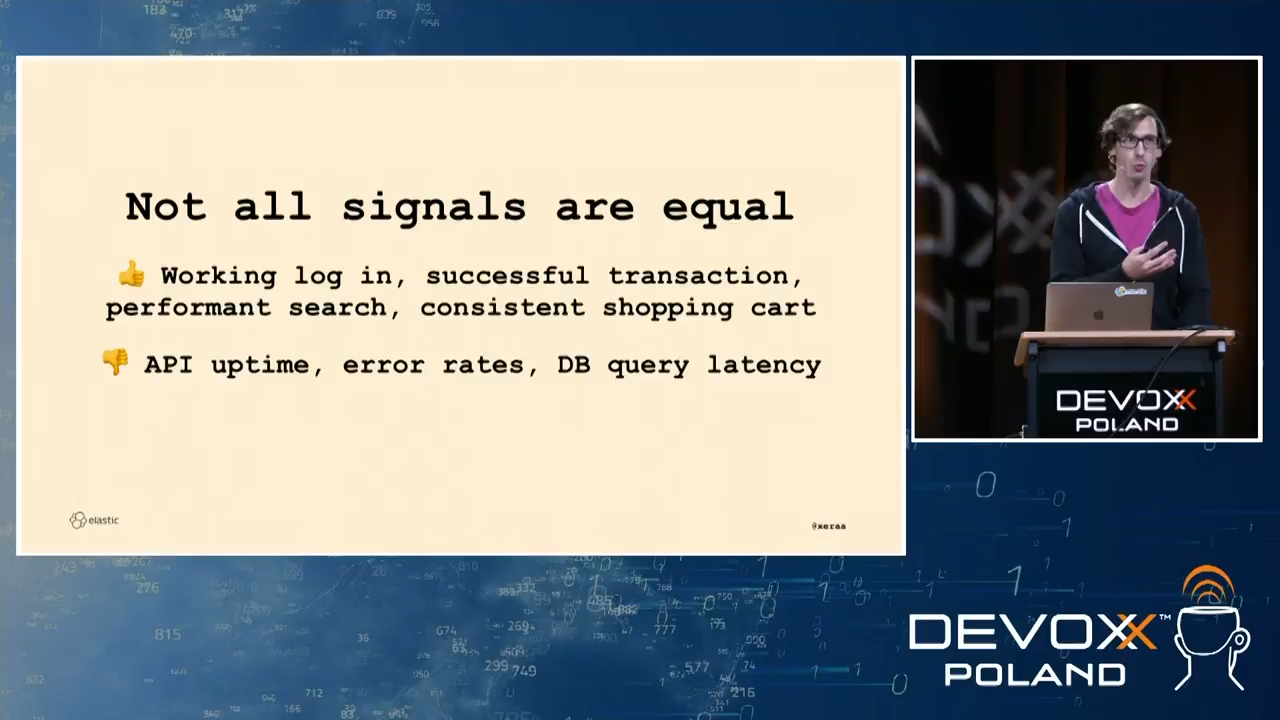 Not all signals are equal
👍 Working log in, successful transaction,
performant search, consistent shopping cart
👎 API uptime, error rates, DB query latency
elastic
@xeraa
DEVOXX
POLAND
DEVOXX™
POLAND